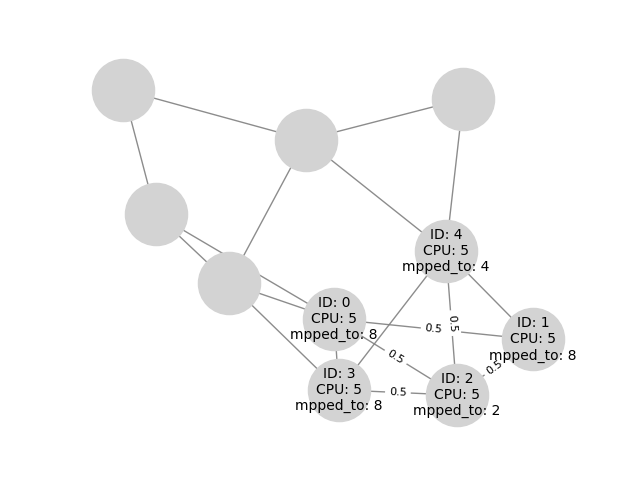 ID: 4
CPU: 5
mpped_to: 4
ID: 0
CPU: 5
mpped_to: 8
0.5
0.5
ID: 1
CPU: 5
mpped_to: 8
0.5
0.5
ID: 3
CPU: 5
mpped_to: 8
0.5
ID: 2
CPU: 5
mpped_to: 2